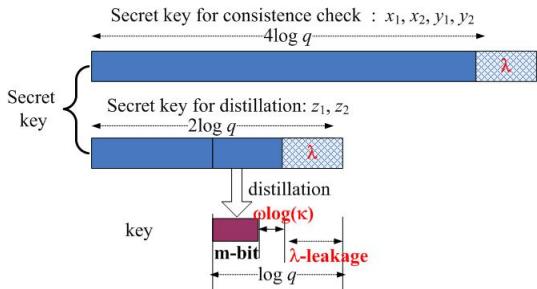 Secret key for consistence check : x₁, x₂, y₁, y₂
4log q
λ
Secret key
Secret key for distillation: z₁, z₂
2log q
λ
distillation
ωlog(κ)
key
m-bit
λ-leakage
log q